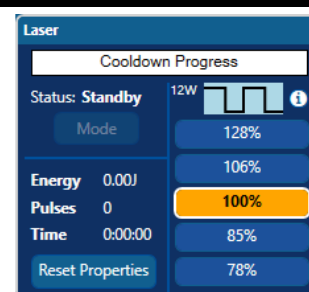 Laser
Cooldown Progress
Status: Standby
Mode
Energy 0.00J
Pulses 0
Time 0:00:00
Reset Properties
12W
i
128%
106%
100%
85%
78%